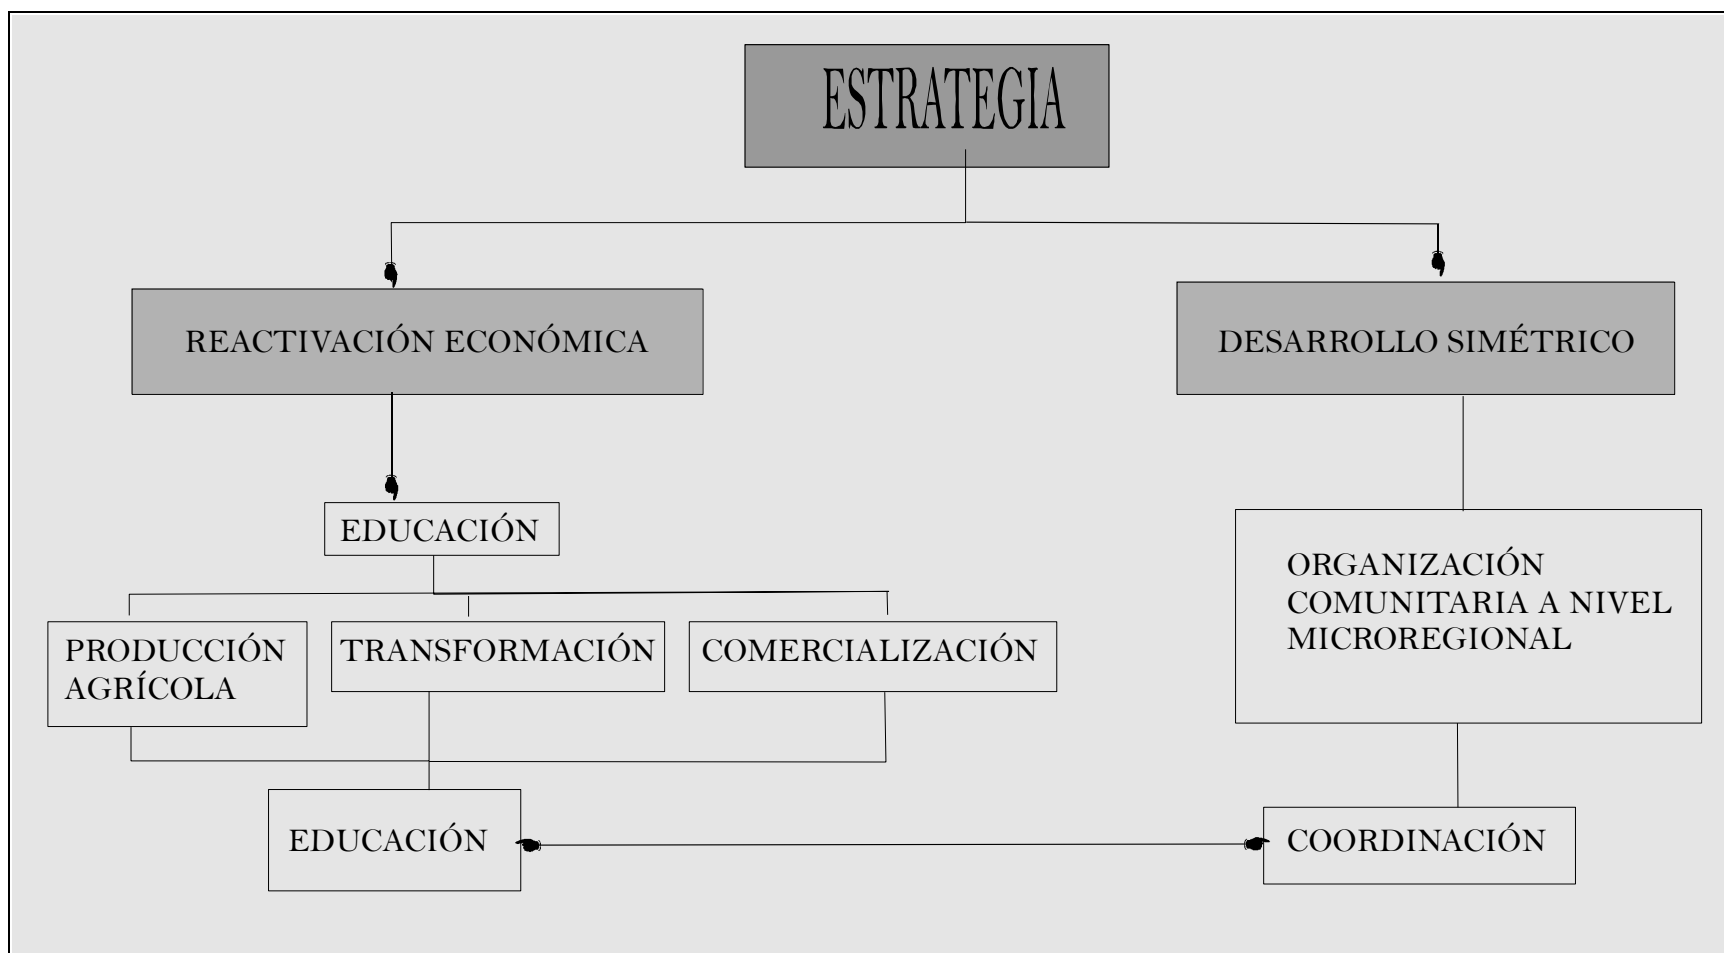 ESTRATEGIA
REACTIVACIÓN ECONÓMICA
DESARROLLO SIMÉTRICO
EDUCACIÓN
ORGANIZACIÓN
COMUNITARIA A NIVEL
MICROREGIONAL
PRODUCCIÓN
AGRÍCOLA
TRANSFORMACIÓN
COMERCIALIZACIÓN
EDUCACIÓN
COORDINACIÓN